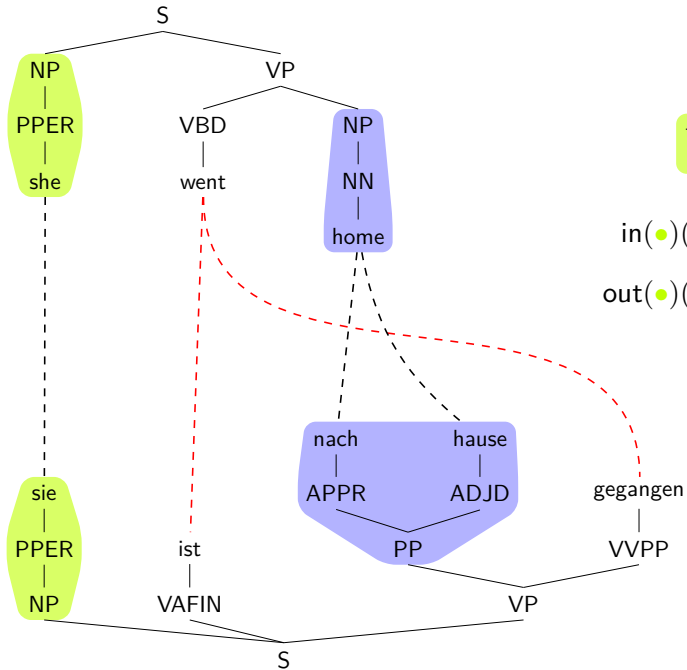 S
NP VP
PPER VBD NP
she went NN
home
in(•)(
out(•)(
nach hause
sie APPR ADJD gegangen
PPER ist PP VVPP
NP VAFIN VP
S